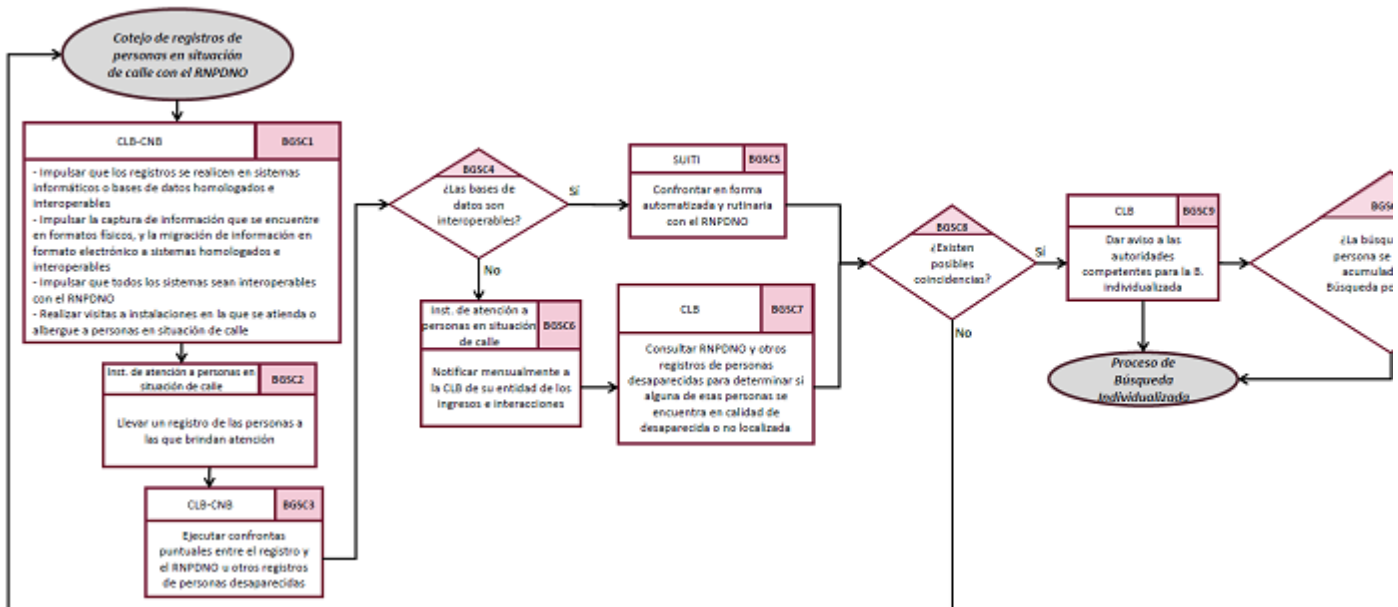 Cotejo de registros de
personas en situación
de calle con el RNPDNO
CLB-CNB
BGSC1
- Impulsar que los registros se realicen en sistemas
informáticos o bases de datos homologados e
interoperables
- Impulsar la captura de información que se encuentre
en formatos físicos, y la migración de información en
formato electrónico a sistemas homologados e
interoperables
- Impulsar que todos los sistemas sean interoperables
con el RNPDNO
- Realizar visitas a instalaciones en la que se atienda o
albergue a personas en situación de calle
Inst. de atención a personas en
situación de calle
BGSC2
Llevar un registro de las personas a
las que brindan atención
CLB-CNB
BGSC3
Ejecutar confrontas
puntuales entre el registro y
el RNPDNO u otros registros
de personas desaparecidas
BGSC4
¿Las bases de
datos son
interoperables?
Sí
No
SUITI
BGSC5
Confrontar en forma
automatizada y rutinaria
con el RNPDNO
Inst. de atención a
personas en situación
de calle
BGSC6
Notificar mensualmente a
la CLB de su entidad de los
ingresos e interacciones
CLB
BGSC7
Consultar RNPDNO y otros
registros de personas
desaparecidas para determinar si
alguna de esas personas se
encuentra en calidad de
desaparecida o no localizada
BGSC8
¿Existen
posibles
coincidencias?
Sí
No
CLB
BGSC9
Dar aviso a las
autoridades
competentes para la B.
individualizada
Proceso de
Búsqueda
Individualizada
¿La búsqu
persona se
acumulad
Búsqueda po